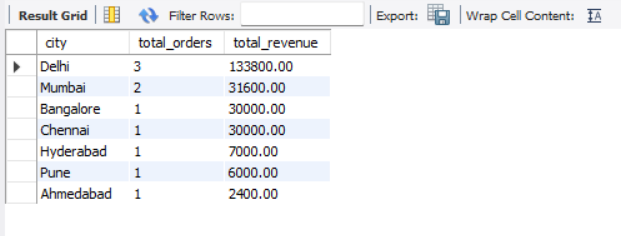 Result Grid Filter Rows: Export: Wrap Cell Content: IA
city total_orders total_revenue
Delhi 3 133800.00
Mumbai 2 31600.00
Bangalore 1 30000.00
Chennai 1 30000.00
Hyderabad 1 7000.00
Pune 1 6000.00
Ahmedabad 1 2400.00